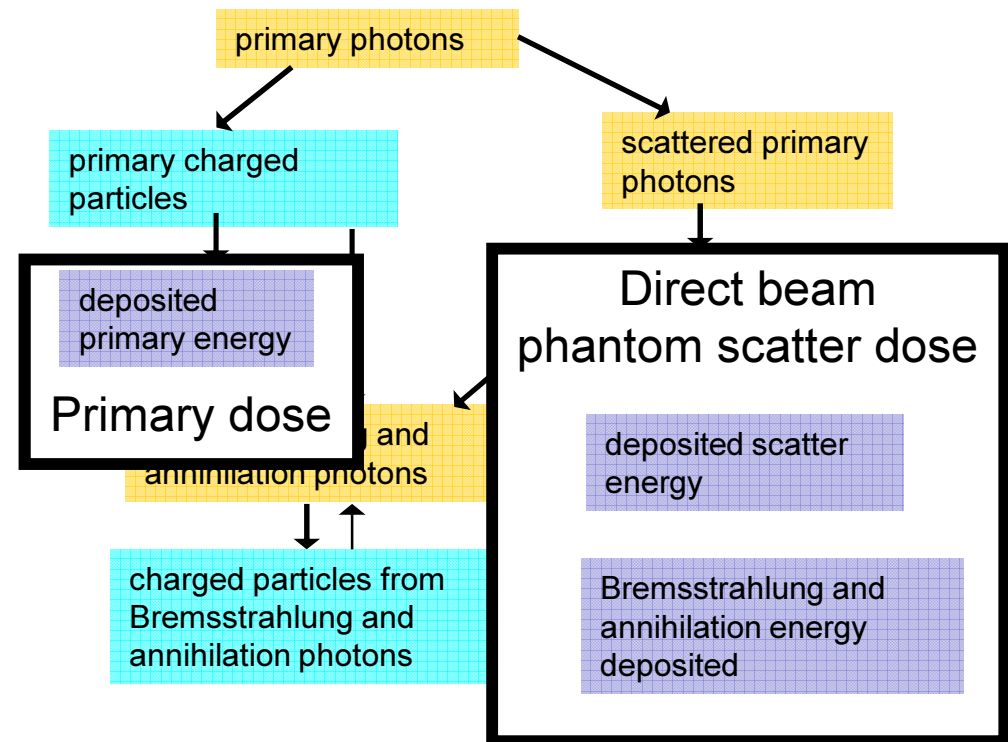 primary photons
primary charged
particles
scattered primary
photons
deposited
primary energy
Primary dose
and
annihilation photons
charged particles from
Bremsstrahlung and
annihilation photons
Direct beam
phantom scatter dose
deposited scatter
energy
Bremsstrahlung and
annihilation energy
deposited